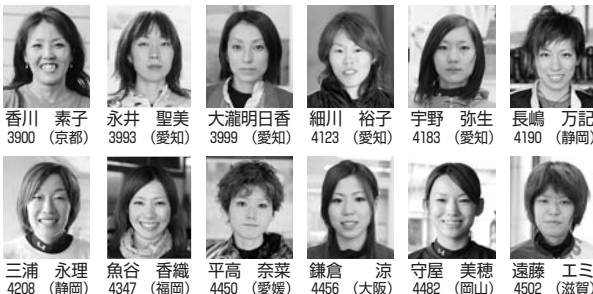 香川 素子 永井 聖美 大瀧明日香 細川 裕子 宇野 弥生 長嶋 万記
3900 (京都) 3993 (愛知) 3999 (愛知) 4123 (愛知) 4183 (愛知) 4190 (静岡)
三浦 永理 魚谷 香織 平高 奈菜 鎌倉 涼 守屋 美穂 遠藤 エミ
4208 (静岡) 4347 (福岡) 4450 (愛媛) 4456 (大阪) 4482 (岡山) 4502 (滋賀)